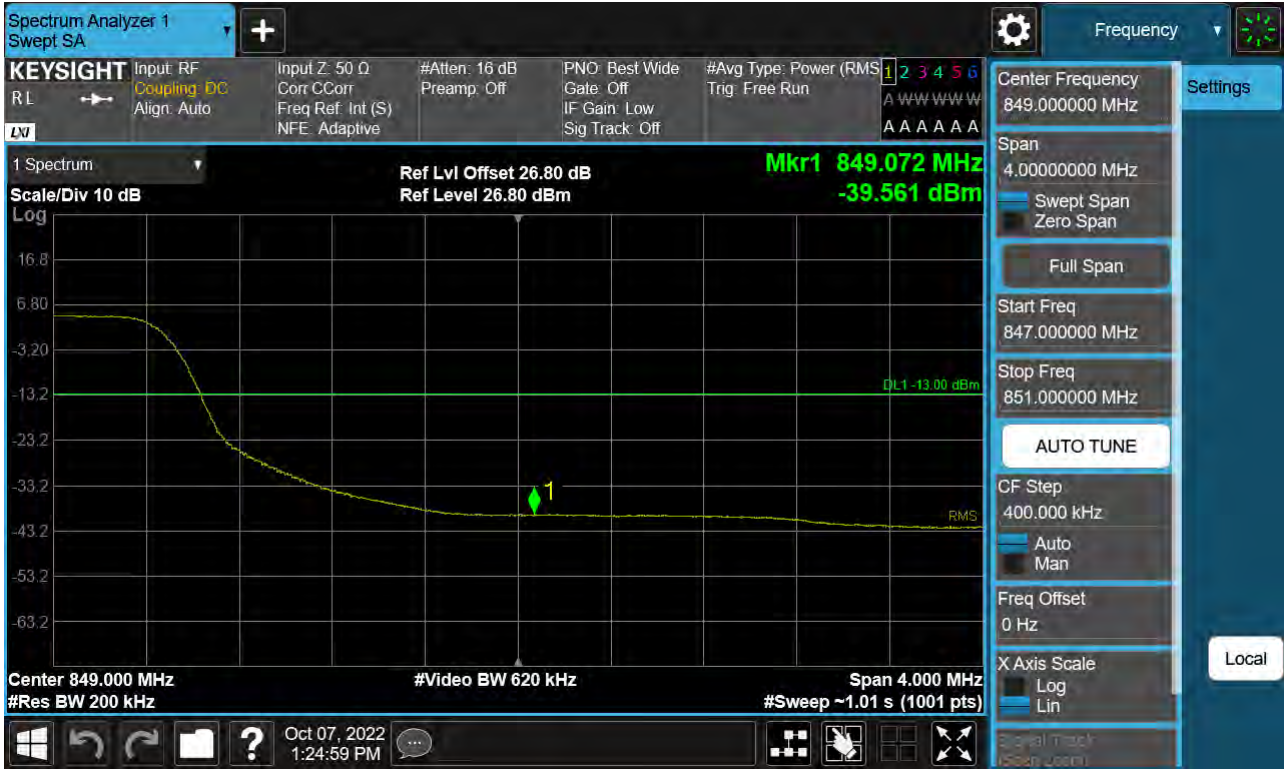 Spectrum Analyzer 1
Swept SA
Frequency
KEYSIGHT
RL
LXI
Input: RF
Coupling: DC
Align: Auto
Input Z: 50 Ω
Corr CCorr
Freq Ref: Int (S)
NFE: Adaptive
#Atten: 16 dB
Preamp: Off
PNO: Best Wide
Gate: Off
IF Gain: Low
Sig Track: Off
#Avg Type: Power (RMS
Trig: Free Run
1 2 3 4 5 6
A W W W W W
A A A A A A
1 Spectrum
Scale/Div 10 dB
Log
Ref Lvl Offset 26.80 dB
Ref Level 26.80 dBm
Mkr1 849.072 MHz
-39.561 dBm
16.8
6.80
-3.20
-13.2
-23.2
-33.2
-43.2
-53.2
-63.2
DL1 -13.00 dBm
1
RMS
Center 849.000 MHz
#Res BW 200 kHz
#Video BW 620 kHz
Span 4.000 MHz
#Sweep ~1.01 s (1001 pts)
Center Frequency
849.000000 MHz
Span
4.00000000 MHz
Swept Span
Zero Span
Full Span
Start Freq
847.000000 MHz
Stop Freq
851.000000 MHz
AUTO TUNE
CF Step
400.000 kHz
Auto
Man
Freq Offset
0 Hz
X Axis Scale
Log
Lin
Signal Track
(Span Zoom)
Settings
Local
?
Oct 07, 2022
1:24:59 PM